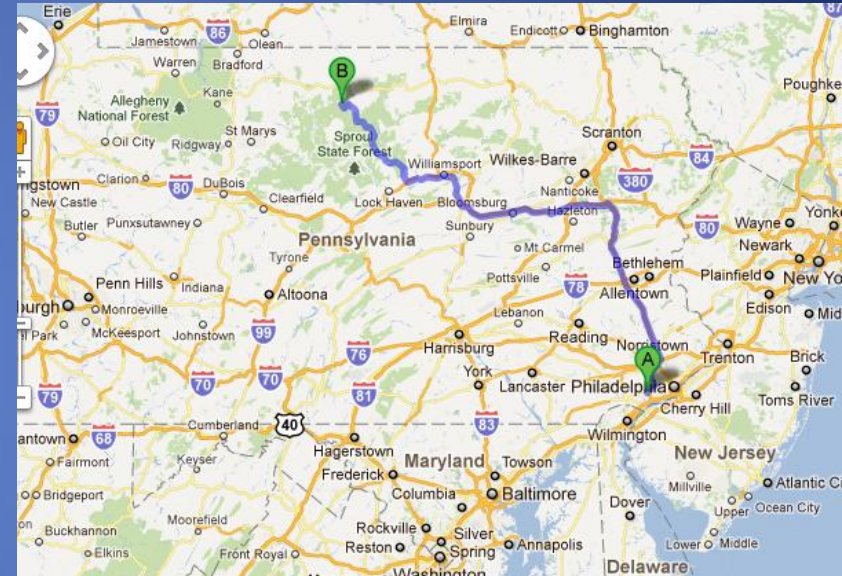 Erie
86
Elmira
Endicott
Binghamton
87
Jamestown
Olean
Warren
Bradford
B
Poughke
Kane
Allegheny
National Forest
79
Scranton
Oil City
Ridgway
St Marys
Sproul
State Forest
84
Williamsport
Wilkes-Barre
Clarion
80
DuBois
Nanticoke
380
ngstown
New Castle
Clearfield
Lock Haven
Bloomsburg
Hazleton
Wayne
Yonke
Butler
Punxsutawney
Sunbury
80
Pennsylvania
Mt Carmel
Newark
Tyrone
Bethlehem
Penn Hills
Indiana
Pottsville
78
Allentown
Plainfield
New Yo
burgh
Altoona
Monroeville
Lebanon
Edison
Mid
l Park
McKeesport
Johnstown
99
Harrisburg
Reading
Norristown
76
A
Trenton
Brick
70
70
York
Lancaster
Philadelphia
79
81
Cherry Hill
Toms River
Cumberland
40
83
Wilmington
antown
68
Hagerstown
New Jersey
Fairmont
Keyser
Maryland
Towson
Frederick
Millville
Atlantic Ci
Bridgeport
Columbia
Baltimore
Dover
Upper
Ocean City
Moorefield
on
Buckhannon
Rockville
Silver
Spring
Elkins
Front Royal
Reston
Annapolis
Lower
Middle
Washington
Delaware